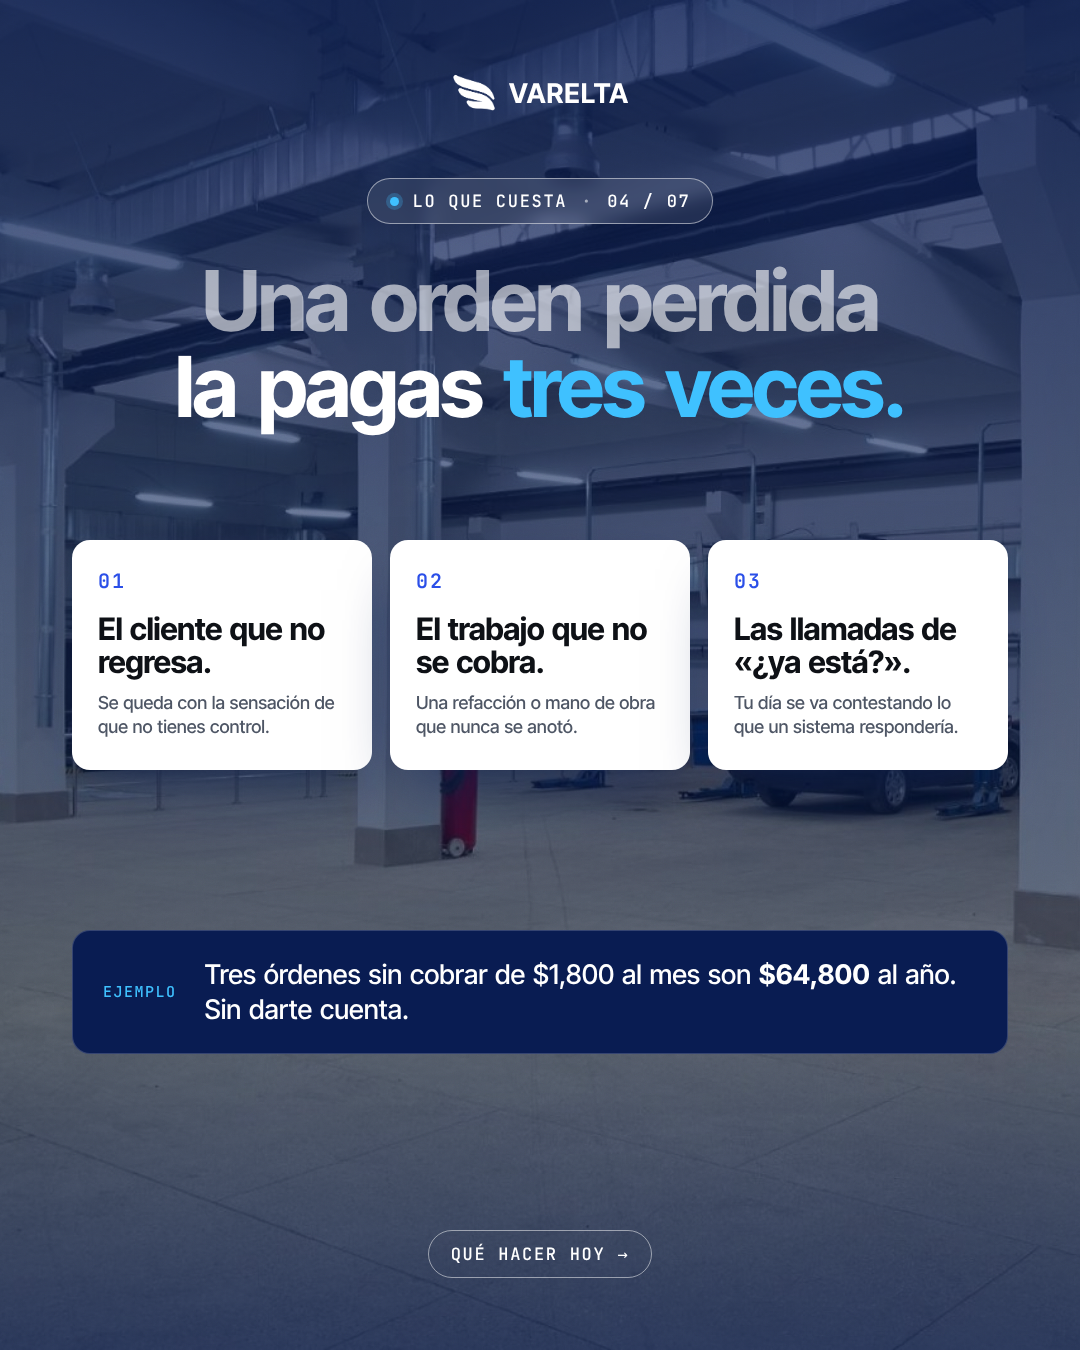 VARELTA
LO QUE CUESTA · 04 / 07
Una orden perdida
la pagas tres veces.
01
El cliente que no
regresa.
Se queda con la sensación de
que no tienes control.
02
El trabajo que no
se cobra.
Una refacción o mano de obra
que nunca se anotó.
03
Las llamadas de
«¿ya está?».
Tu día se va contestando lo
que un sistema respondería.
EJEMPLO
Tres órdenes sin cobrar de $1,800 al mes son $64,800 al año.
Sin darte cuenta.
QUÉ HACER HOY →